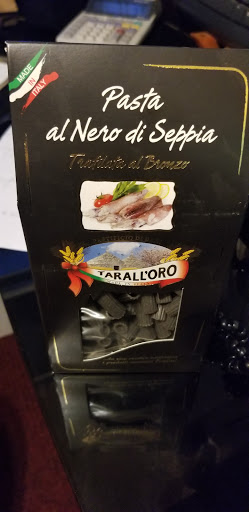 MADE
IN
ITALY
Pasta
al Nero di Seppia
Trafilata al Bronzo
TARALL'ORO